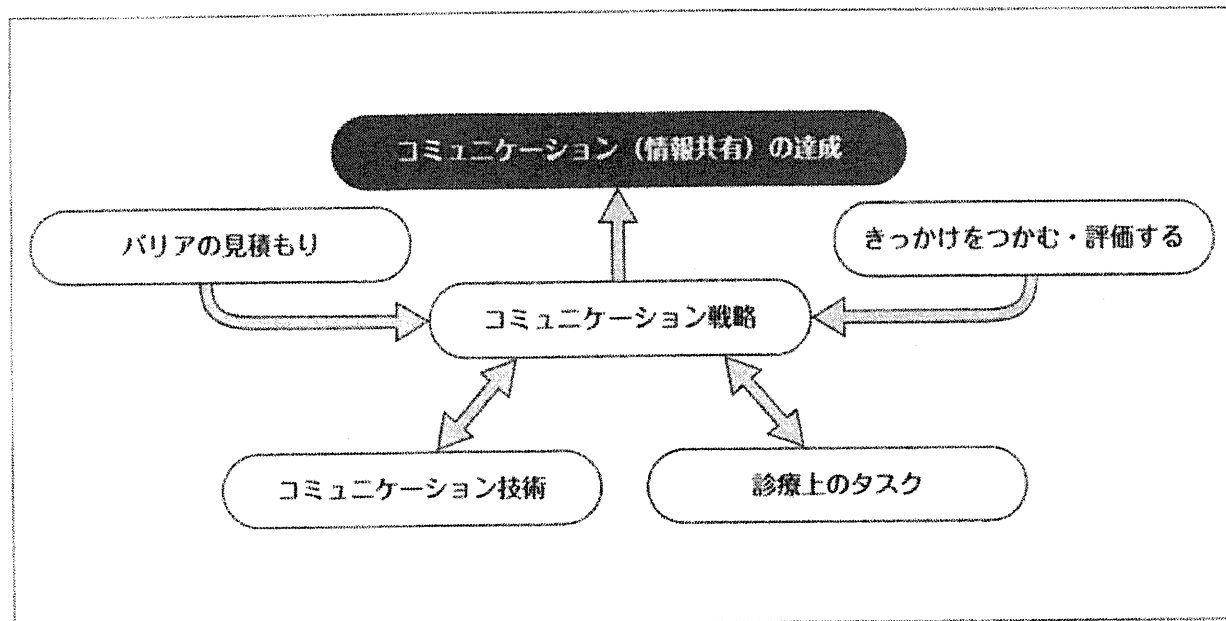 コミュニケーション（情報共有）の達成
バリアの見積もり
きっかけをつかむ・評価する
コミュニケーション戦略
コミュニケーション技術
診療上のタスク